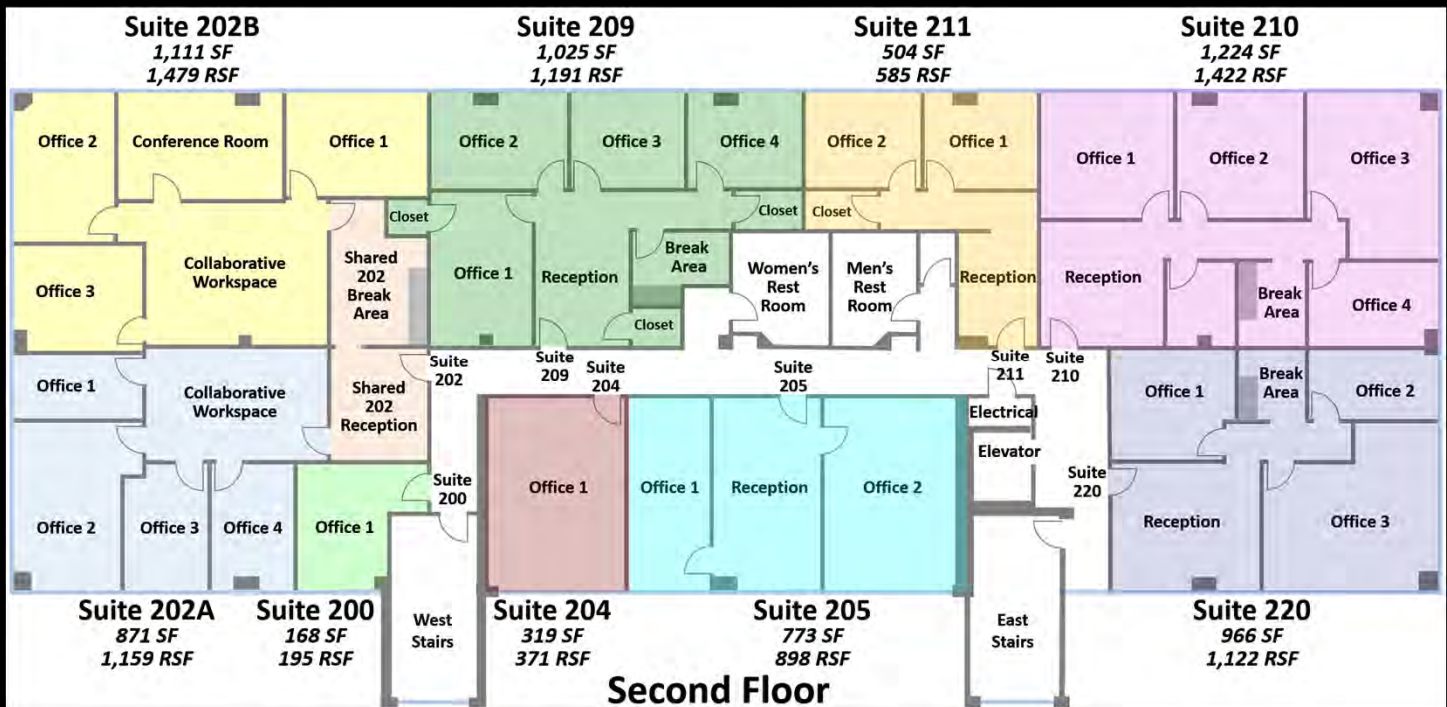 Suite 202B
1,111 SF
1,479 RSF
Suite 209
1,025 SF
1,191 RSF
Suite 211
504 SF
585 RSF
Suite 210
1,224 SF
1,422 RSF
Office 2
Conference Room
Office 1
Office 3
Collaborative
Workspace
Shared
202
Break
Area
Closet
Office 2
Office 3
Office 4
Office 1
Reception
Break
Area
Closet
Closet
Women's
Rest
Room
Men's
Rest
Room
Office 2
Office 1
Closet
Reception
Office 1
Office 2
Office 3
Reception
Break
Area
Office 4
Office 1
Collaborative
Workspace
Shared
202
Reception
Suite
202
Suite
209
Suite
204
Suite
205
Suite
211
Suite
210
Office 2
Office 3
Office 4
Office 1
Suite
200
Office 1
Office 1
Reception
Office 2
Electrical
Elevator
Suite
220
Office 1
Break
Area
Office 2
Reception
Office 3
Suite 202A
871 SF
1,159 RSF
Suite 200
168 SF
195 RSF
West
Stairs
Suite 204
319 SF
371 RSF
Suite 205
773 SF
898 RSF
East
Stairs
Suite 220
966 SF
1,122 RSF
Second Floor